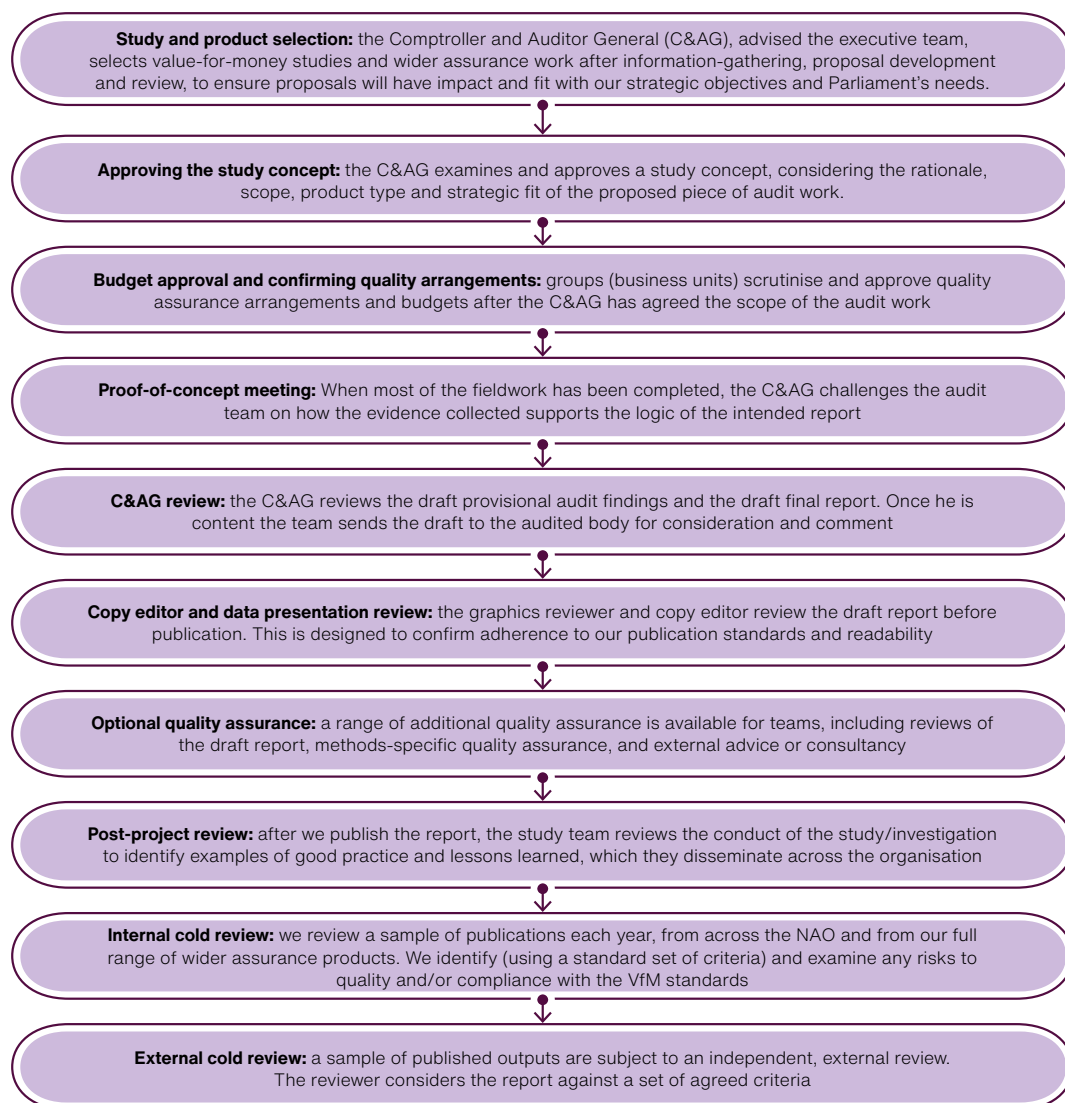 Study and product selection: the Comptroller and Auditor General (C&AG), advised the executive team,
selects value-for-money studies and wider assurance work after information-gathering, proposal development
and review, to ensure proposals will have impact and fit with our strategic objectives and Parliament's needs.
Approving the study concept: the C&AG examines and approves a study concept, considering the rationale,
scope, product type and strategic fit of the proposed piece of audit work.
Budget approval and confirming quality arrangements: groups (business units) scrutinise and approve quality
assurance arrangements and budgets after the C&AG has agreed the scope of the audit work
Proof-of-concept meeting: When most of the fieldwork has been completed, the C&AG challenges the audit
team on how the evidence collected supports the logic of the intended report
C&AG review: the C&AG reviews the draft provisional audit findings and the draft final report. Once he is
content the team sends the draft to the audited body for consideration and comment
Copy editor and data presentation review: the graphics reviewer and copy editor review the draft report before
publication. This is designed to confirm adherence to our publication standards and readability
Optional quality assurance: a range of additional quality assurance is available for teams, including reviews of
the draft report, methods-specific quality assurance, and external advice or consultancy
Post-project review: after we publish the report, the study team reviews the conduct of the study/investigation
to identify examples of good practice and lessons learned, which they disseminate across the organisation
Internal cold review: we review a sample of publications each year, from across the NAO and from our full
range of wider assurance products. We identify (using a standard set of criteria) and examine any risks to
quality and/or compliance with the VfM standards
External cold review: a sample of published outputs are subject to an independent, external review.
The reviewer considers the report against a set of agreed criteria